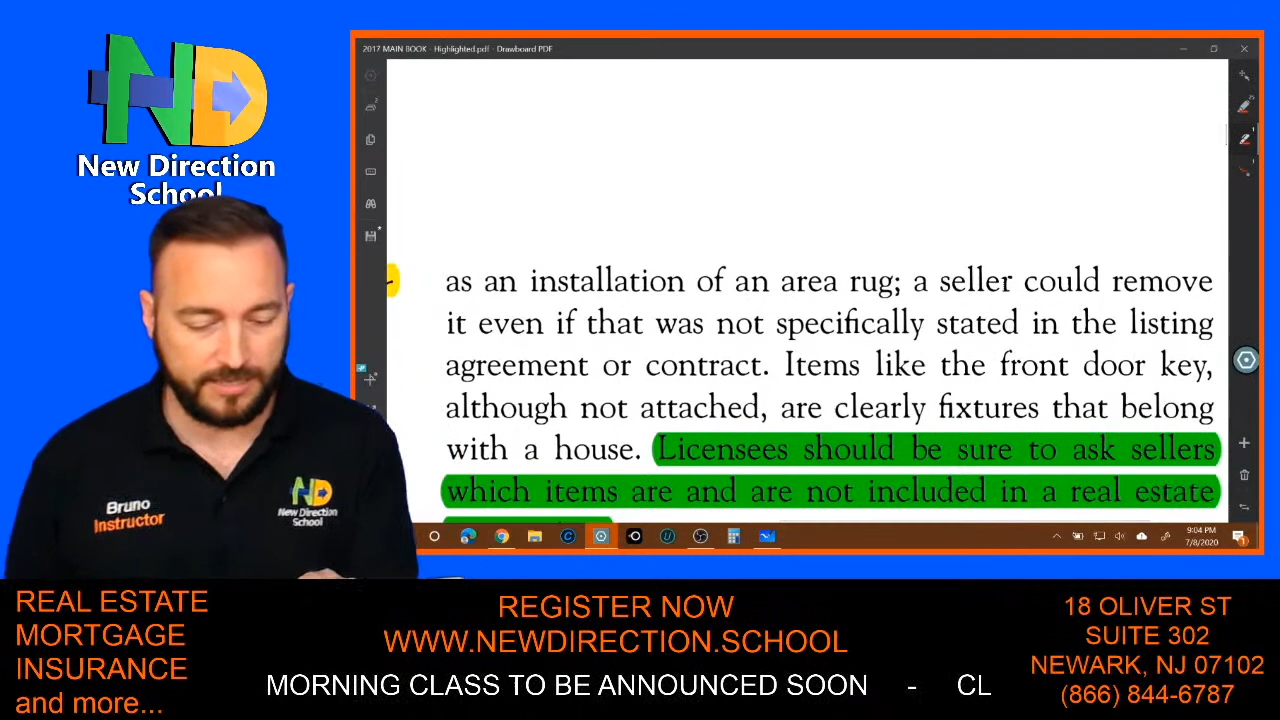 ND
New Direction
School
2017 MAIN BOOK - Highlighted.pdf - Drawboard PDF
as an installation of an area rug; a seller could remove
it even if that was not specifically stated in the listing
agreement or contract. Items like the front door key,
although not attached, are clearly fixtures that belong
with a house. Licensees should be sure to ask sellers
which items are and are not included in a real estate
9:04 PM
7/8/2020
Bruno
Instructor
ND
New Direction
School
REAL ESTATE
MORTGAGE
INSURANCE
and more...
REGISTER NOW
WWW.NEWDIRECTION.SCHOOL
MORNING CLASS TO BE ANNOUNCED SOON - CL
18 OLIVER ST
SUITE 302
NEWARK, NJ 07102
(866) 844-6787